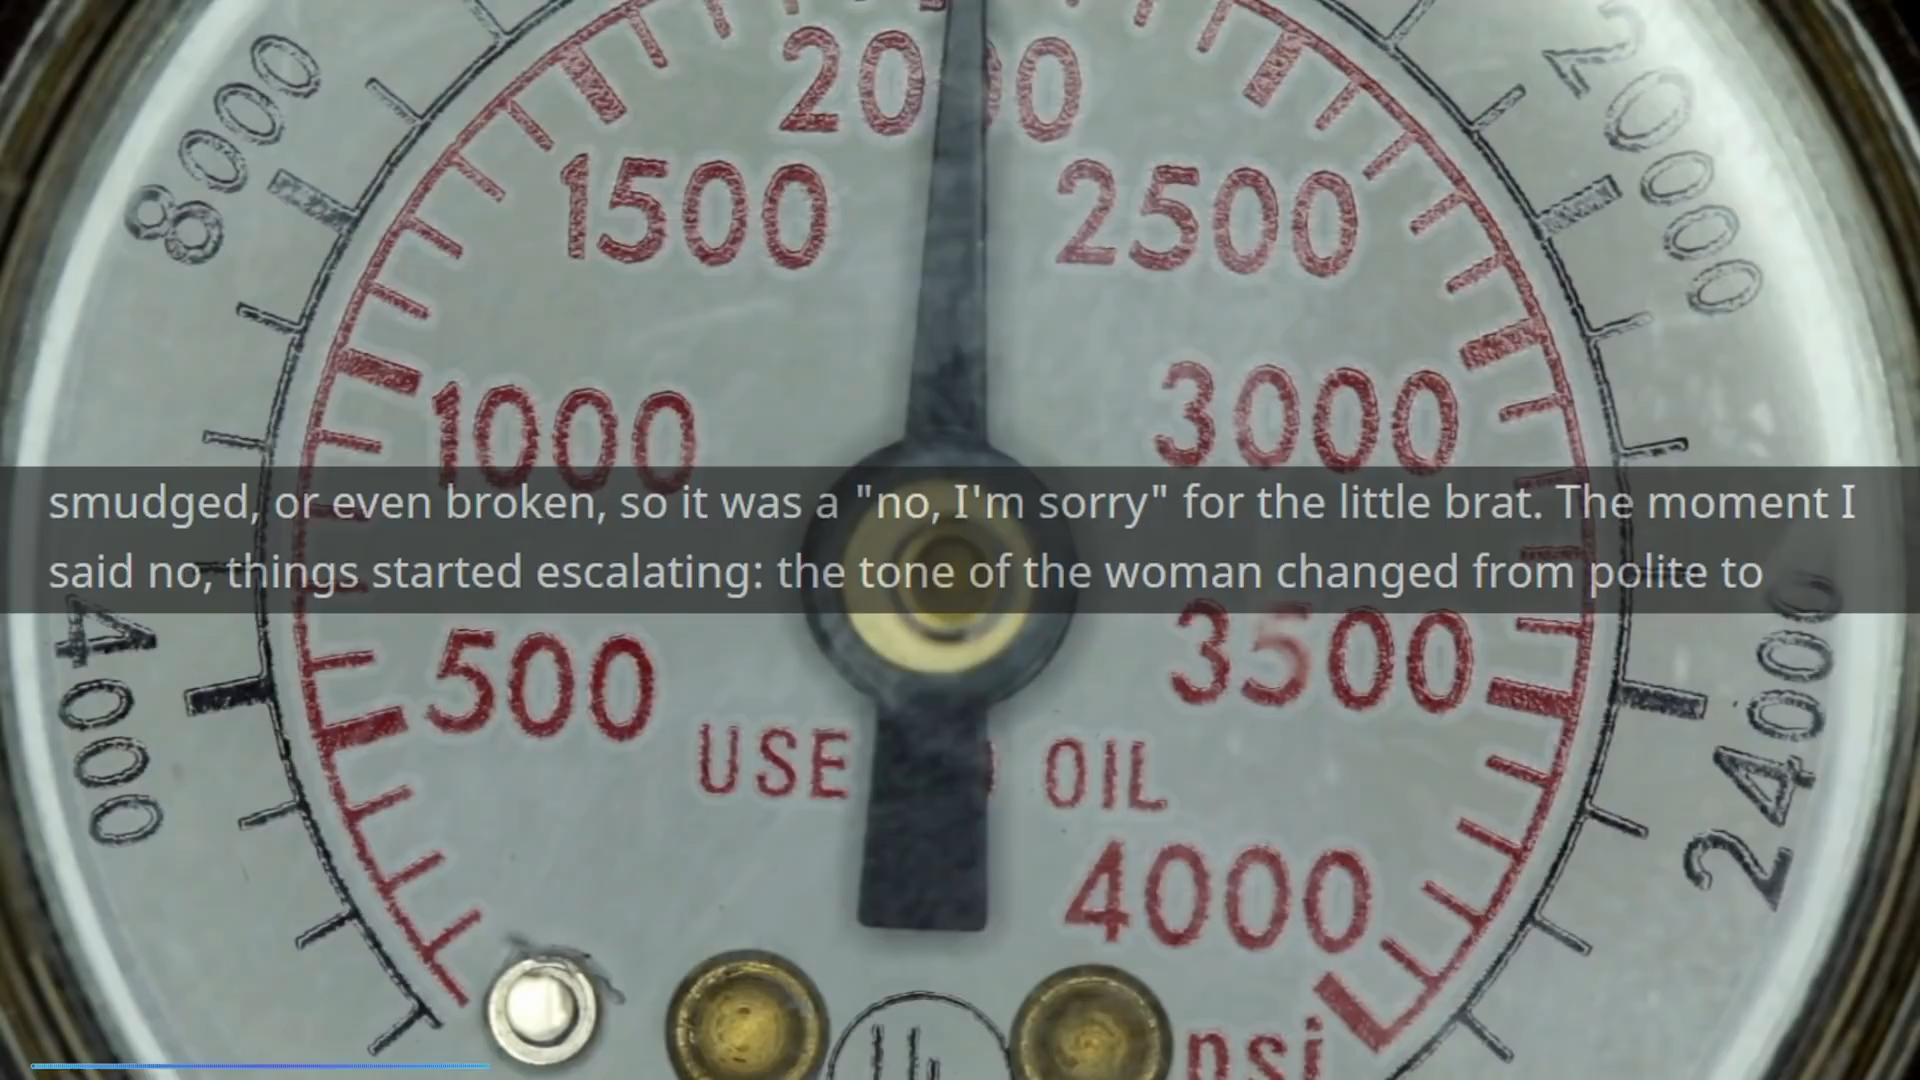 8000
2000
20000
1500
2500
1000
3000
smudged, or even broken, so it was a "no, I'm sorry" for the little brat. The moment I
said no, things started escalating: the tone of the woman changed from polite to
4000
500
3500
24000
USE
OIL
4000
psi